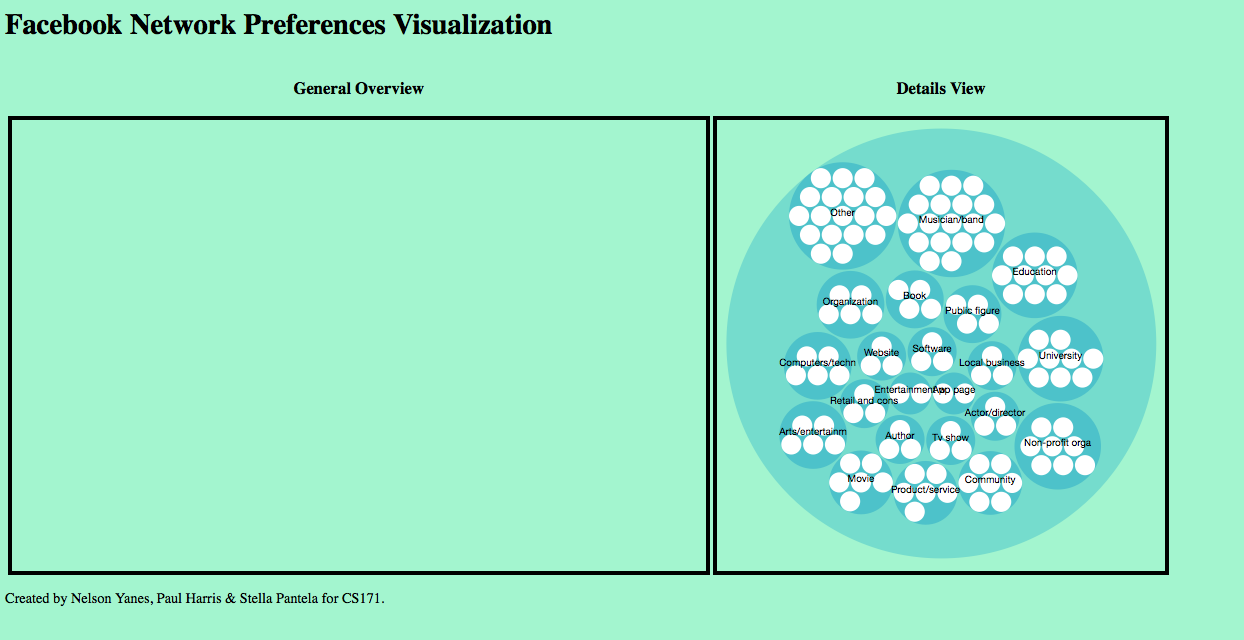 Facebook Network Preferences Visualization
General Overview
Details View
Other
Musician/band
Education
Organization
Book
Public figure
Computers/techn
Website
Software
Local business
University
Retail and cons
App page
Actor/director
Arts/entertainm
Author
Tv show
Non-profit orga
Movie
Product/service
Community
Created by Nelson Yanes, Paul Harris & Stella Pantela for CS171.